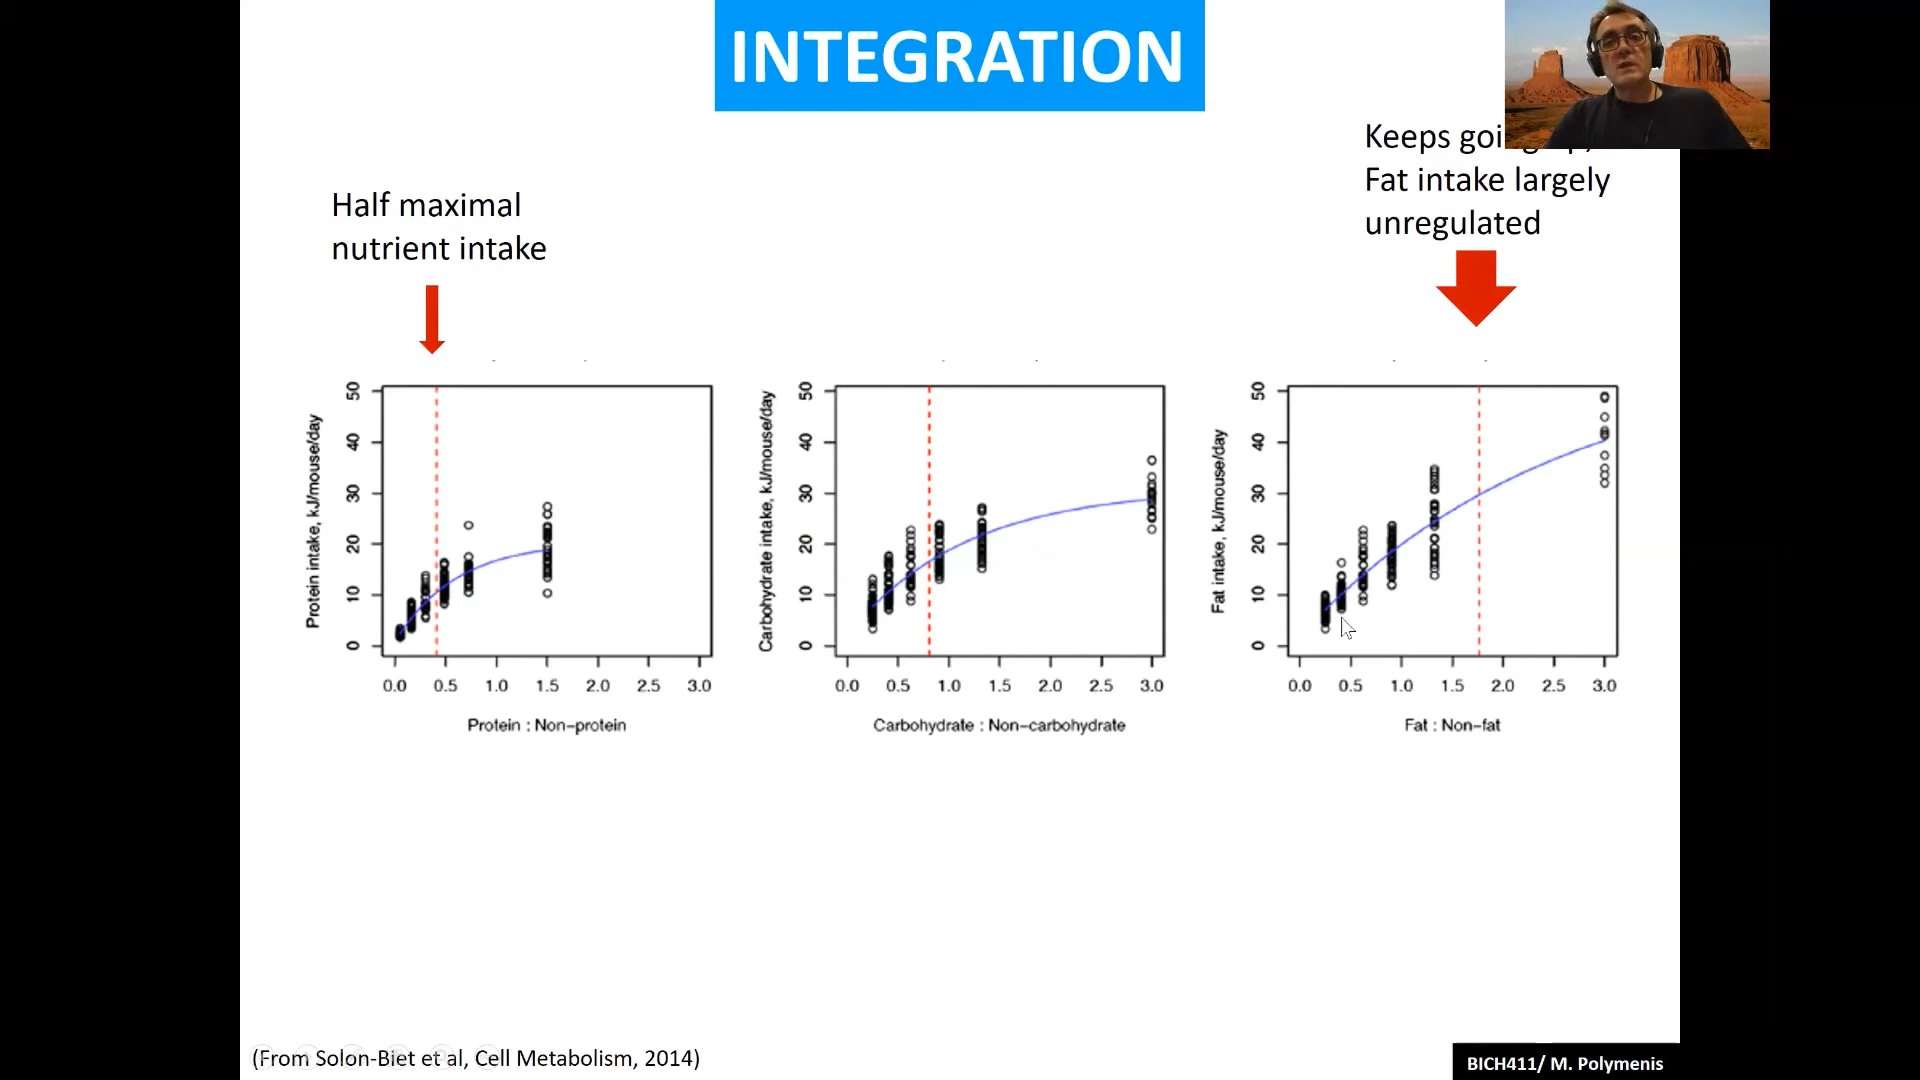 INTEGRATION
Half maximal
nutrient intake
Keeps
Fat intake largely
unregulated
Protein intake, kJ/mouse/day
50
40
30
20
10
0
0.0 0.5 1.0 1.5 2.0 2.5 3.0
Protein : Non-protein
Carbohydrate intake, kJ/mouse/day
50
40
30
20
10
0
0.0 0.5 1.0 1.5 2.0 2.5 3.0
Carbohydrate : Non-carbohydrate
Fat intake, kJ/mouse/day
50
40
30
20
10
0
0.0 0.5 1.0 1.5 2.0 2.5 3.0
Fat : Non-fat
(From Solon-Biet et al, Cell Metabolism, 2014)
BICH411/ M. Polymenis